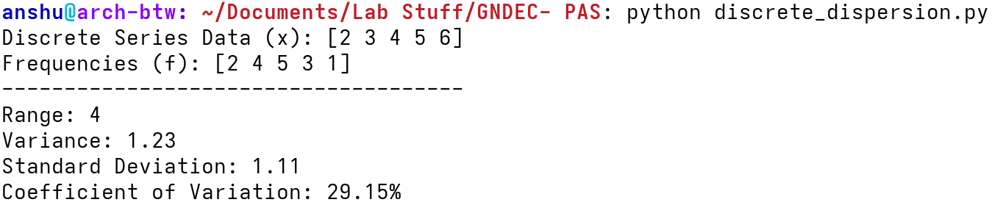 anshu@arch-btw: ~/Documents/Lab Stuff/GNDEC- PAS: python discrete_dispersion.py
Discrete Series Data (x): [2 3 4 5 6]
Frequencies (f): [2 4 5 3 1]
-------------------------------------
Range: 4
Variance: 1.23
Standard Deviation: 1.11
Coefficient of Variation: 29.15%